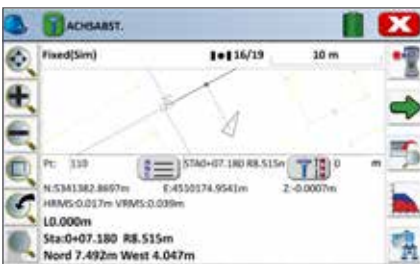 ACHSABST.
Fixed(Sim) 16/19 10 m
Pt: 110 STA0+07.180 R8.515m 0 m
N:5341382.8697m E:4510174.9541m Z:-0.0007m
HRMS:0.017m VRMS:0.039m
L0.000m
Sta:0+07.180 R8.515m
Nord 7.492m West 4.047m